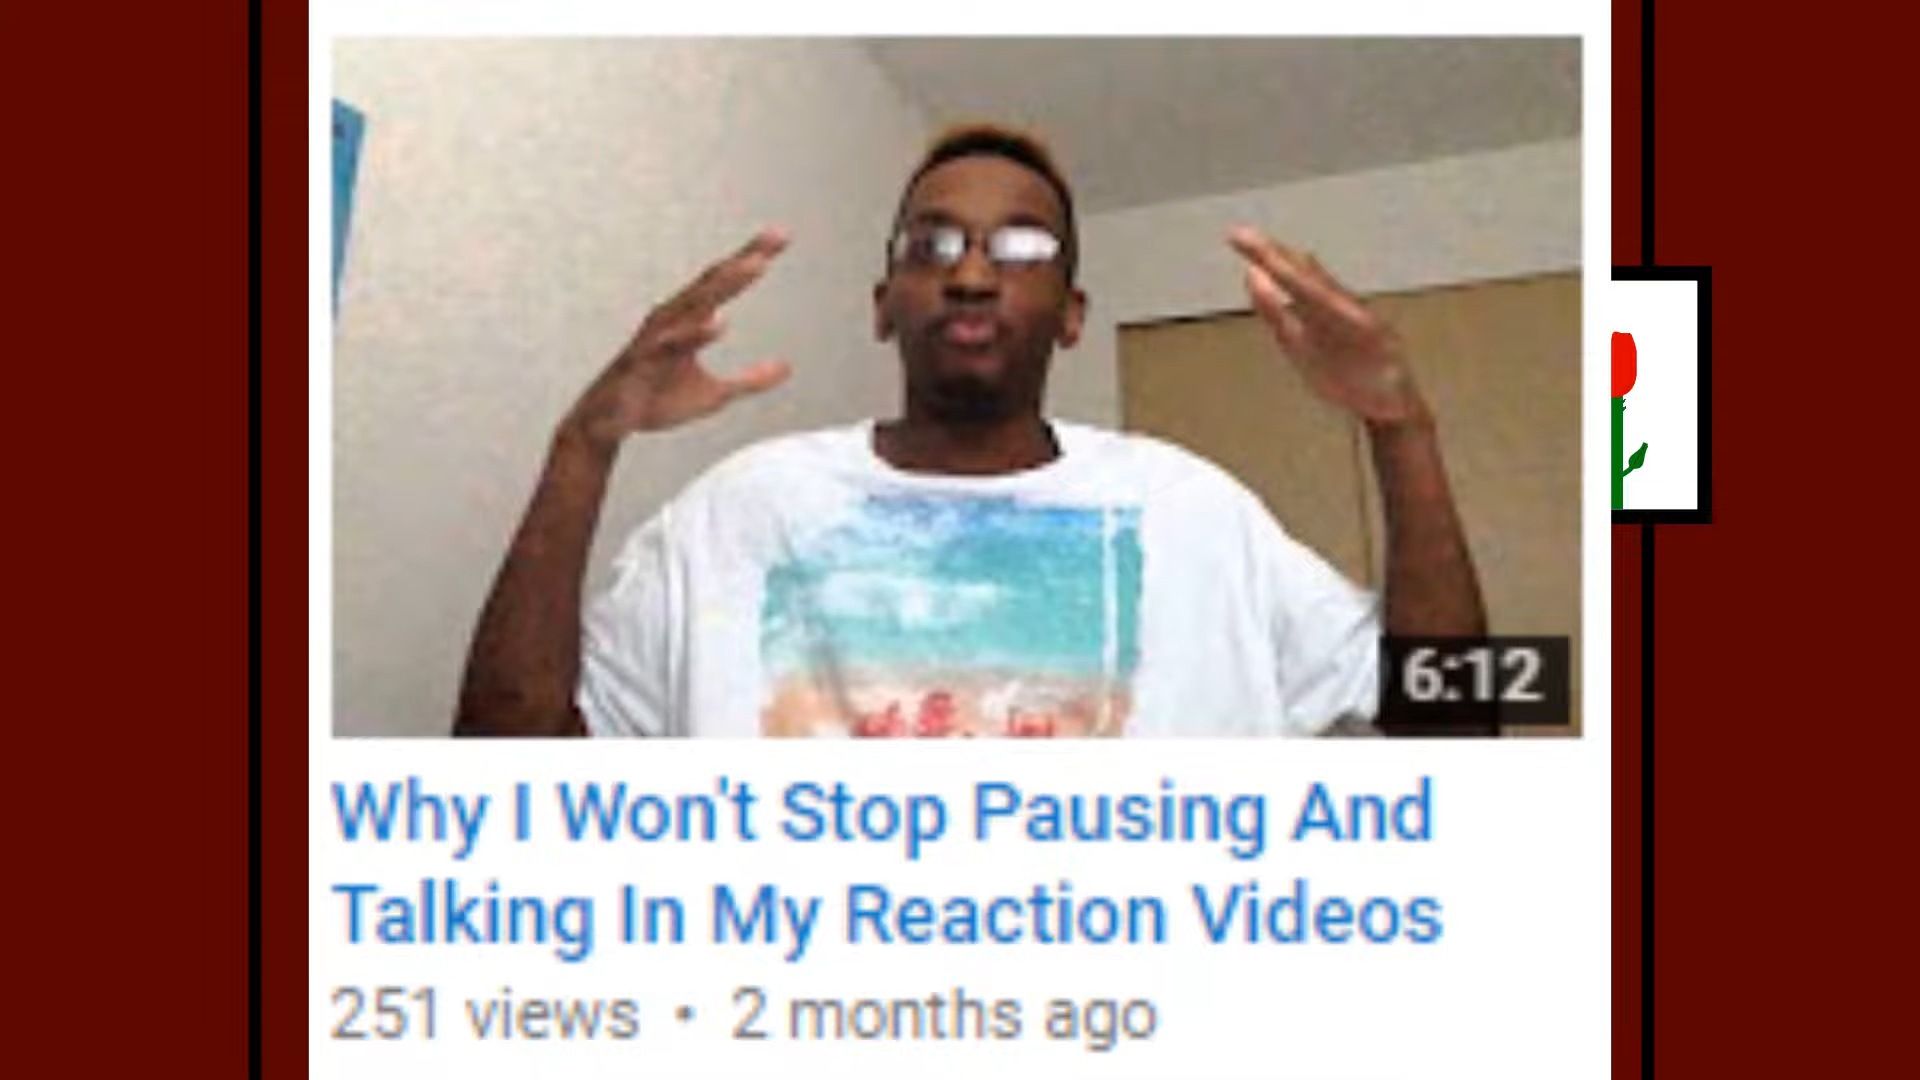 6:12
Why I Won't Stop Pausing And
Talking In My Reaction Videos
251 views • 2 months ago